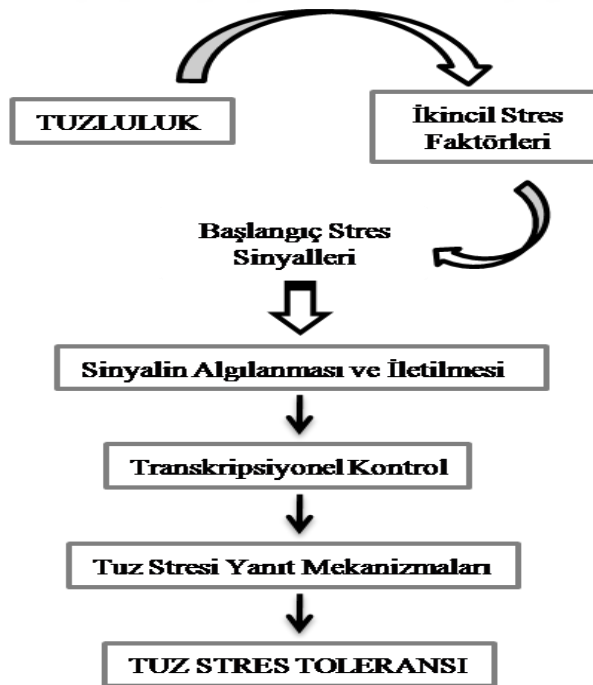 TUZLULUK
İkincil Stres
Faktörleri
Başlangıç Stres
Sinyalleri
Sinyalin Algılanması ve İletilmesi
Transkripsiyonel Kontrol
Tuz Stresi Yanıt Mekanizmaları
TUZ STRES TOLERANSI